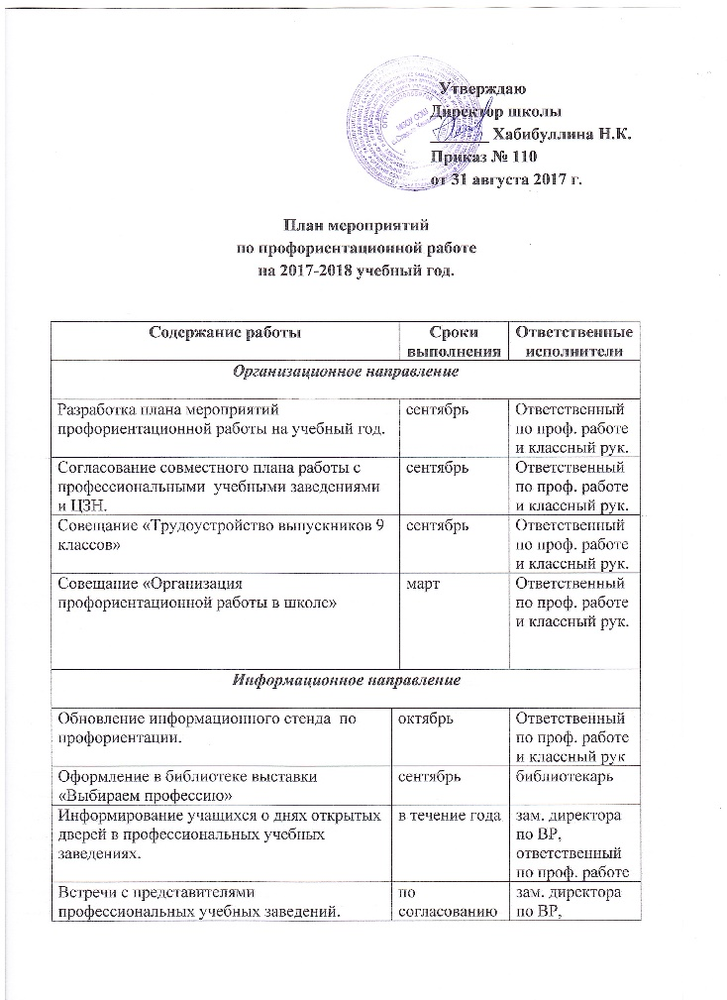 Утверждаю
Директор школы
Хабибуллина Н.К.
Приказ № 110
от 31 августа 2017 г.
План мероприятий
по профориентационной работе
на 2017-2018 учебный год.
Содержание работы
Сроки
выполнения
Ответственные
исполнители
Организационное направление
Разработка плана мероприятий
профориентационной работы на учебный год.
сентябрь
Ответственный
по проф. работе
и классный рук.
Согласование совместного плана работы с
профессиональными учебными заведениями
и ЦЗН.
сентябрь
Ответственный
по проф. работе
и классный рук.
Совещание «Трудоустройство выпускников 9
классов»
сентябрь
Ответственный
по проф. работе
и классный рук.
Совещание «Организация
профориентационной работы в школе»
март
Ответственный
по проф. работе
и классный рук.
Информационное направление
Обновление информационного стенда по
профориентации.
октябрь
Ответственный
по проф. работе
и классный рук
Оформление в библиотеке выставки
«Выбираем профессию»
сентябрь
библиотекарь
Информирование учащихся о днях открытых
дверей в профессиональных учебных
заведениях.
в течение года
зам. директора
по ВР,
ответственный
по проф. работе
Встречи с представителями
профессиональных учебных заведений.
по
согласованию
зам. директора
по ВР,